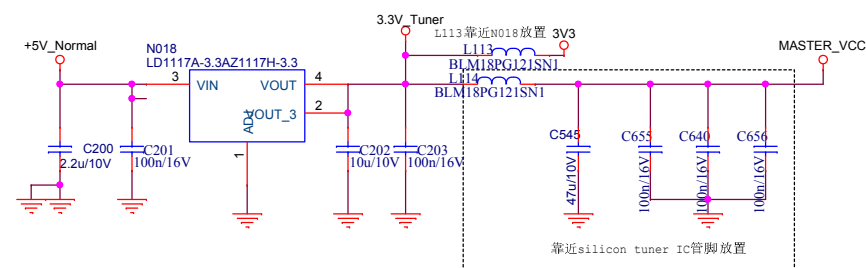 3.3V_Tuner
L113靠近N018放置
+5V_Normal
N018
LD1117A-3.3AZ1117H-3.3
L113
3V3
BLM18PG121SN1
MASTER_VCC
3
VIN
VOUT
4
L114
BLM18PG121SN1
VOUT_3
2
ADJ
1
C200
2.2u/10V
C201
100n/16V
C202
10u/10V
C203
100n/16V
C545
47u/10V
C655
100n/16V
C640
100n/16V
C656
100n/16V
靠近silicon tuner IC管脚放置